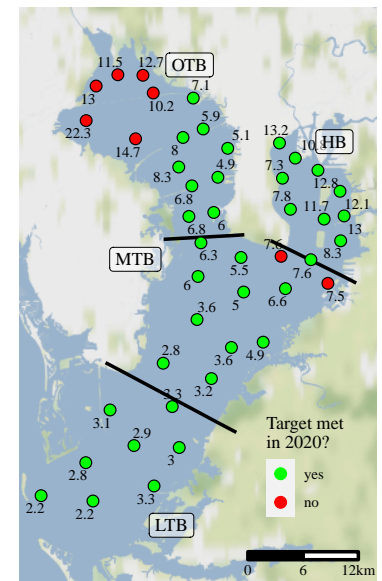 11.5 12.7
OTB
13 7.1
10.2
22.3 5.9
13.2
HB
14.7 8 5.1
7.3
8.3 4.9 12.8
6.8 7.8 11.7 12.1
6.8 6 13
8.3
MTB 6.3
5.5 7.6
6 7.5
5 6.6
3.6
2.8 3.6 4.9
3.2
3.3
3.1
2.9
3
2.8
2.2 2.2 3.3
LTB
Target met
in 2020?
yes
no
0 6 12km